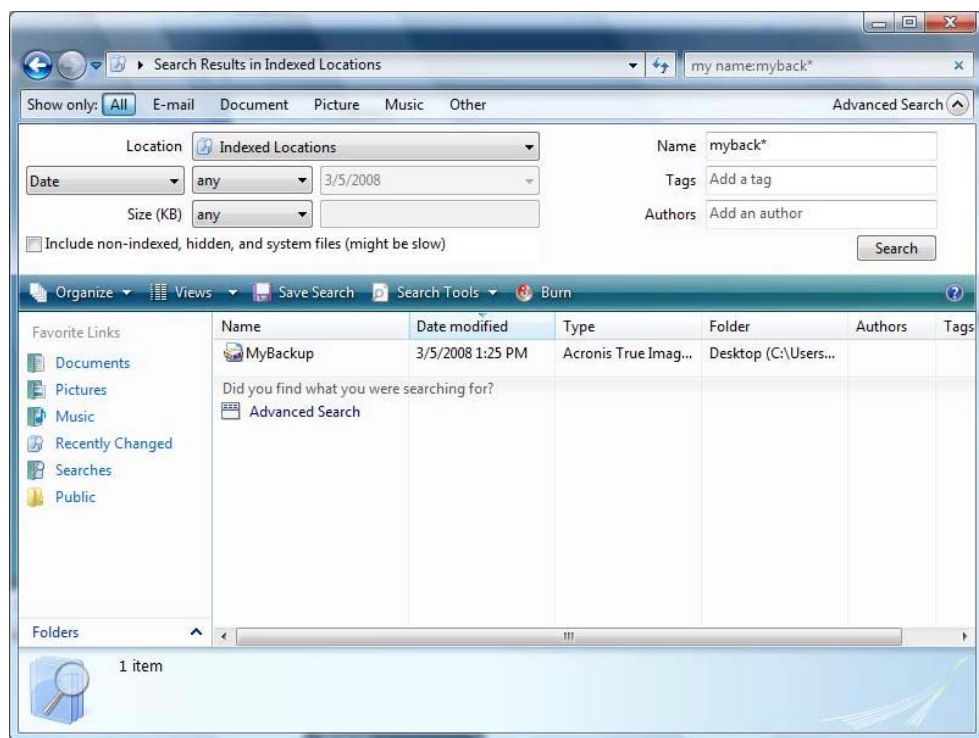 Search Results in Indexed Locations
my name:myback*
Show only: All E-mail Document Picture Music Other Advanced Search
Location Indexed Locations Name myback*
Date any 3/5/2008 Tags Add a tag
Size (KB) any Authors Add an author
Include non-indexed, hidden, and system files (might be slow) Search
Organize Views Save Search Search Tools Burn
Favorite Links
Documents
Pictures
Music
Recently Changed
Searches
Public
Folders
Name Date modified Type Folder Authors Tags
MyBackup 3/5/2008 1:25 PM Acronis True Imag... Desktop (C:\Users...
Did you find what you were searching for?
Advanced Search
1 item